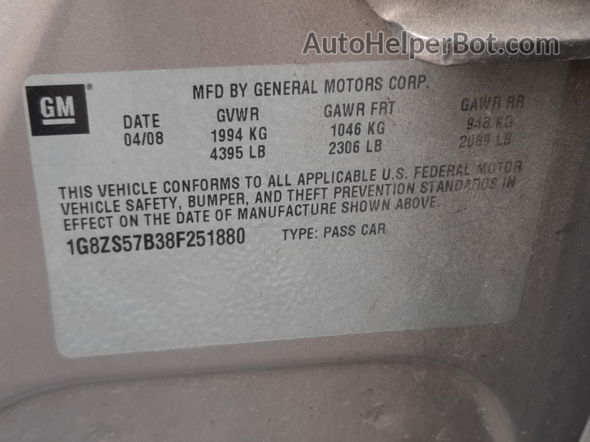 AutoHelperBot.com
GM
MFD BY GENERAL MOTORS CORP.
DATE GVWR GAWR FRT GAWR RR
04/08 1994 KG 1046 KG 948 KG
4395 LB 2306 LB 2089 LB
THIS VEHICLE CONFORMS TO ALL APPLICABLE U.S. FEDERAL MOTOR
VEHICLE SAFETY, BUMPER, AND THEFT PREVENTION STANDARDS IN
EFFECT ON THE DATE OF MANUFACTURE SHOWN ABOVE.
1G8ZS57B38F251880 TYPE: PASS CAR